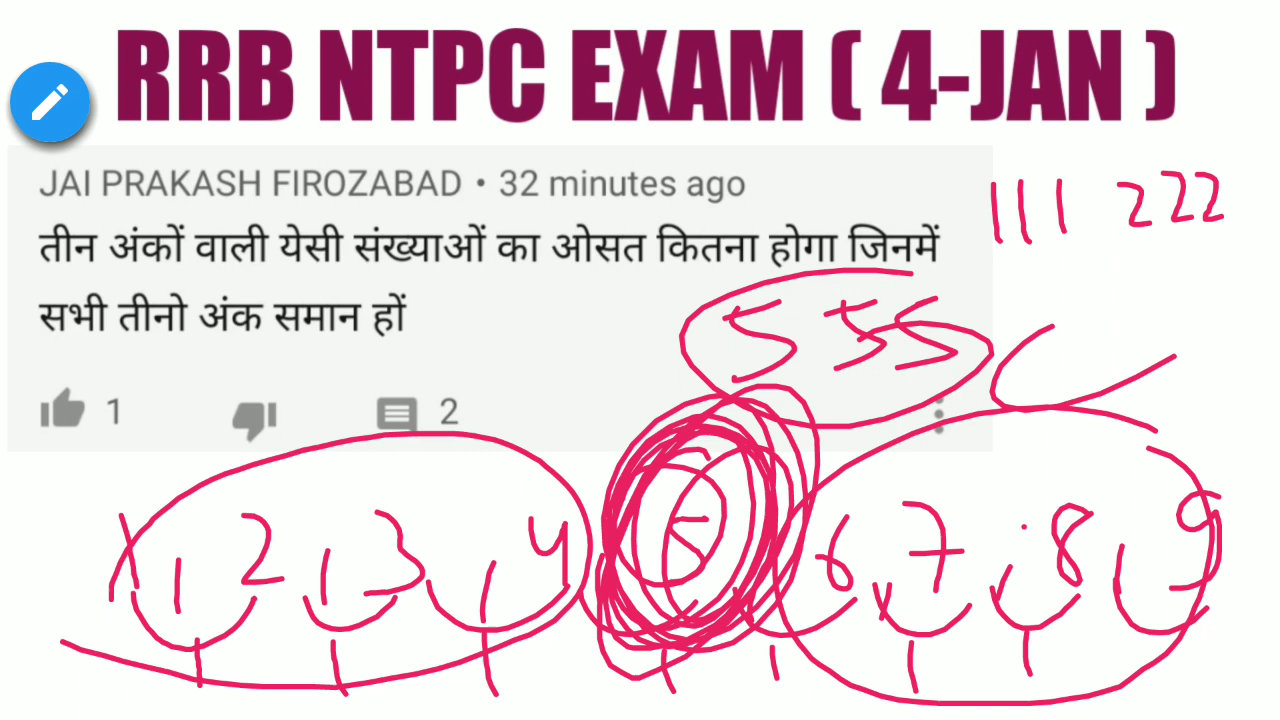 RRB NTPC EXAM ( 4-JAN )
JAI PRAKASH FIROZABAD • 32 minutes ago
तीन अंकों वाली येसी संख्याओं का ओसत कितना होगा जिनमें
सभी तीनो अंक समान हों
111 222
555
1 2
1, 2 3 4 5 6 7 8 9